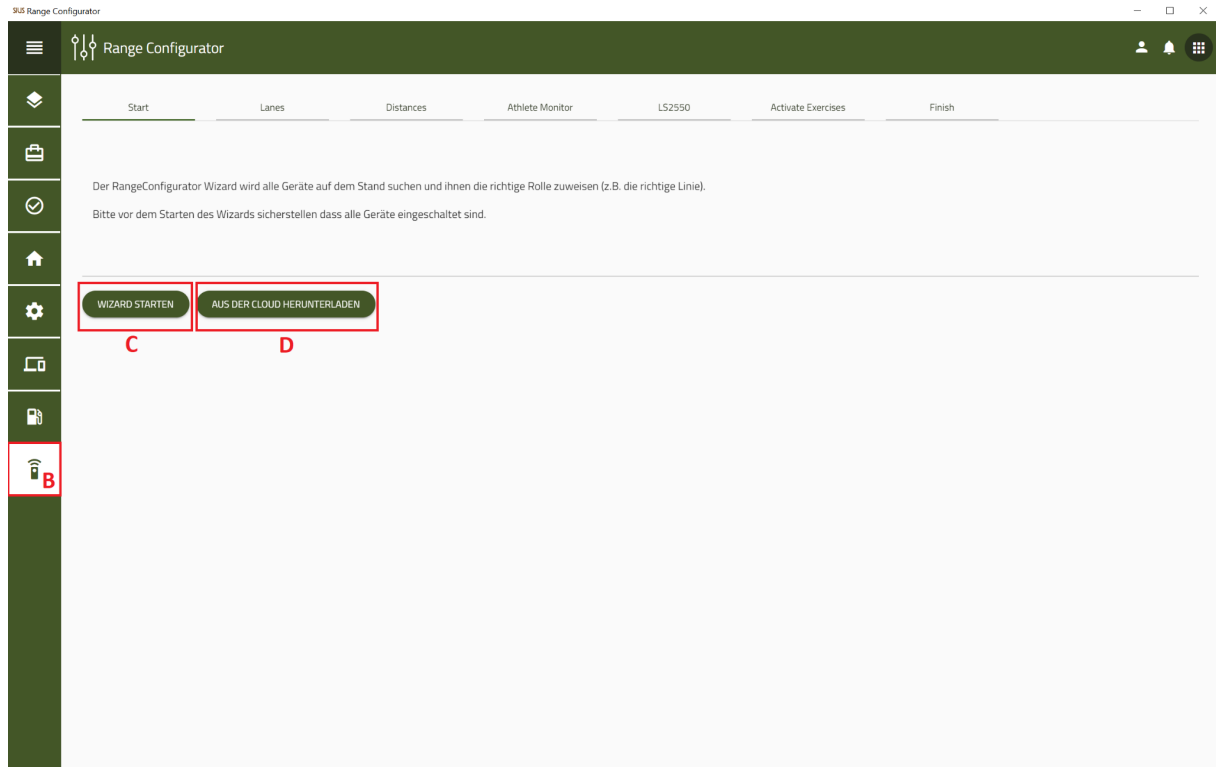 SIUS Range Configurator
Range Configurator
Start
Lanes
Distances
Athlete Monitor
LS2550
Activate Exercises
Finish
Der RangeConfigurator Wizard wird alle Geräte auf dem Stand suchen und ihnen die richtige Rolle zuweisen (z.B. die richtige Linie).
Bitte vor dem Starten des Wizards sicherstellen dass alle Geräte eingeschaltet sind.
WIZARD STARTEN
AUS DER CLOUD HERUNTERLADEN
C
D
B